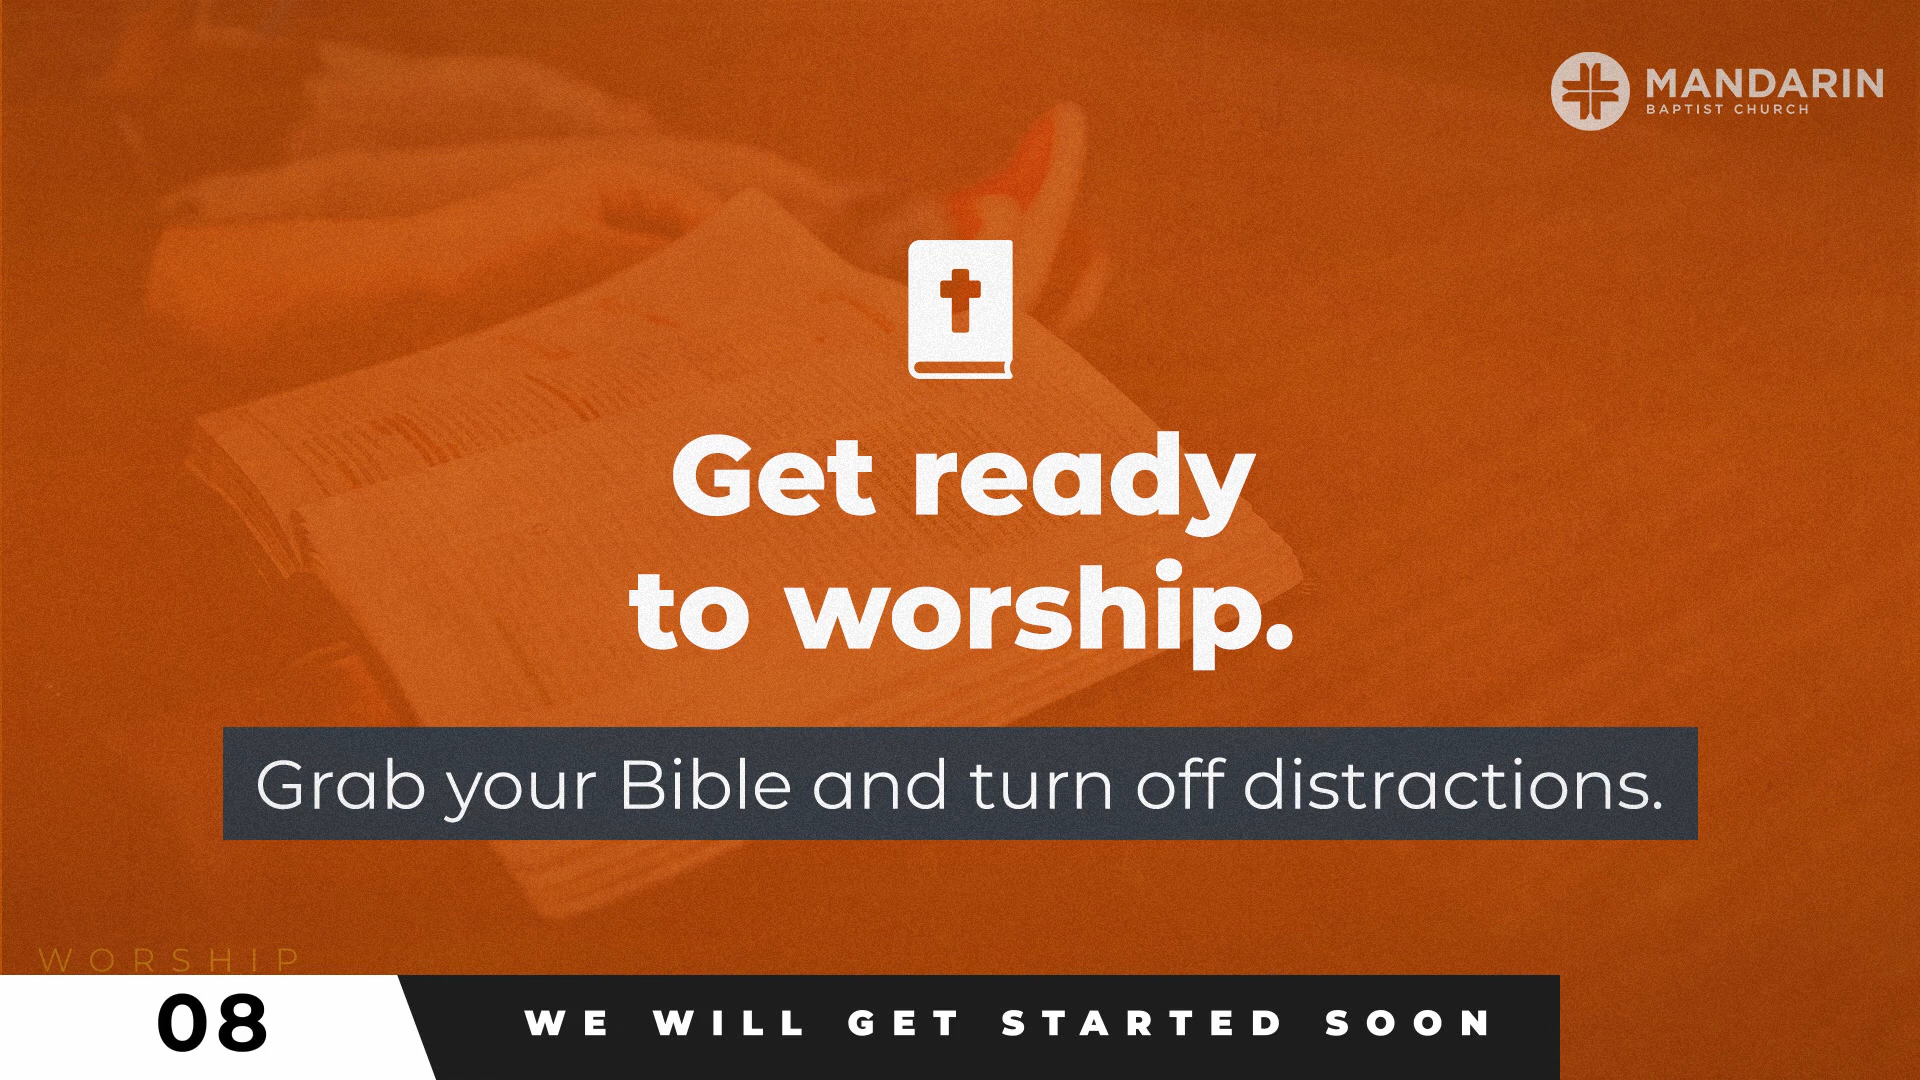 MANDARIN
BAPTIST CHURCH
Get ready
to worship.
Grab your Bible and turn off distractions.
WORSHIP
08
WE WILL GET STARTED SOON